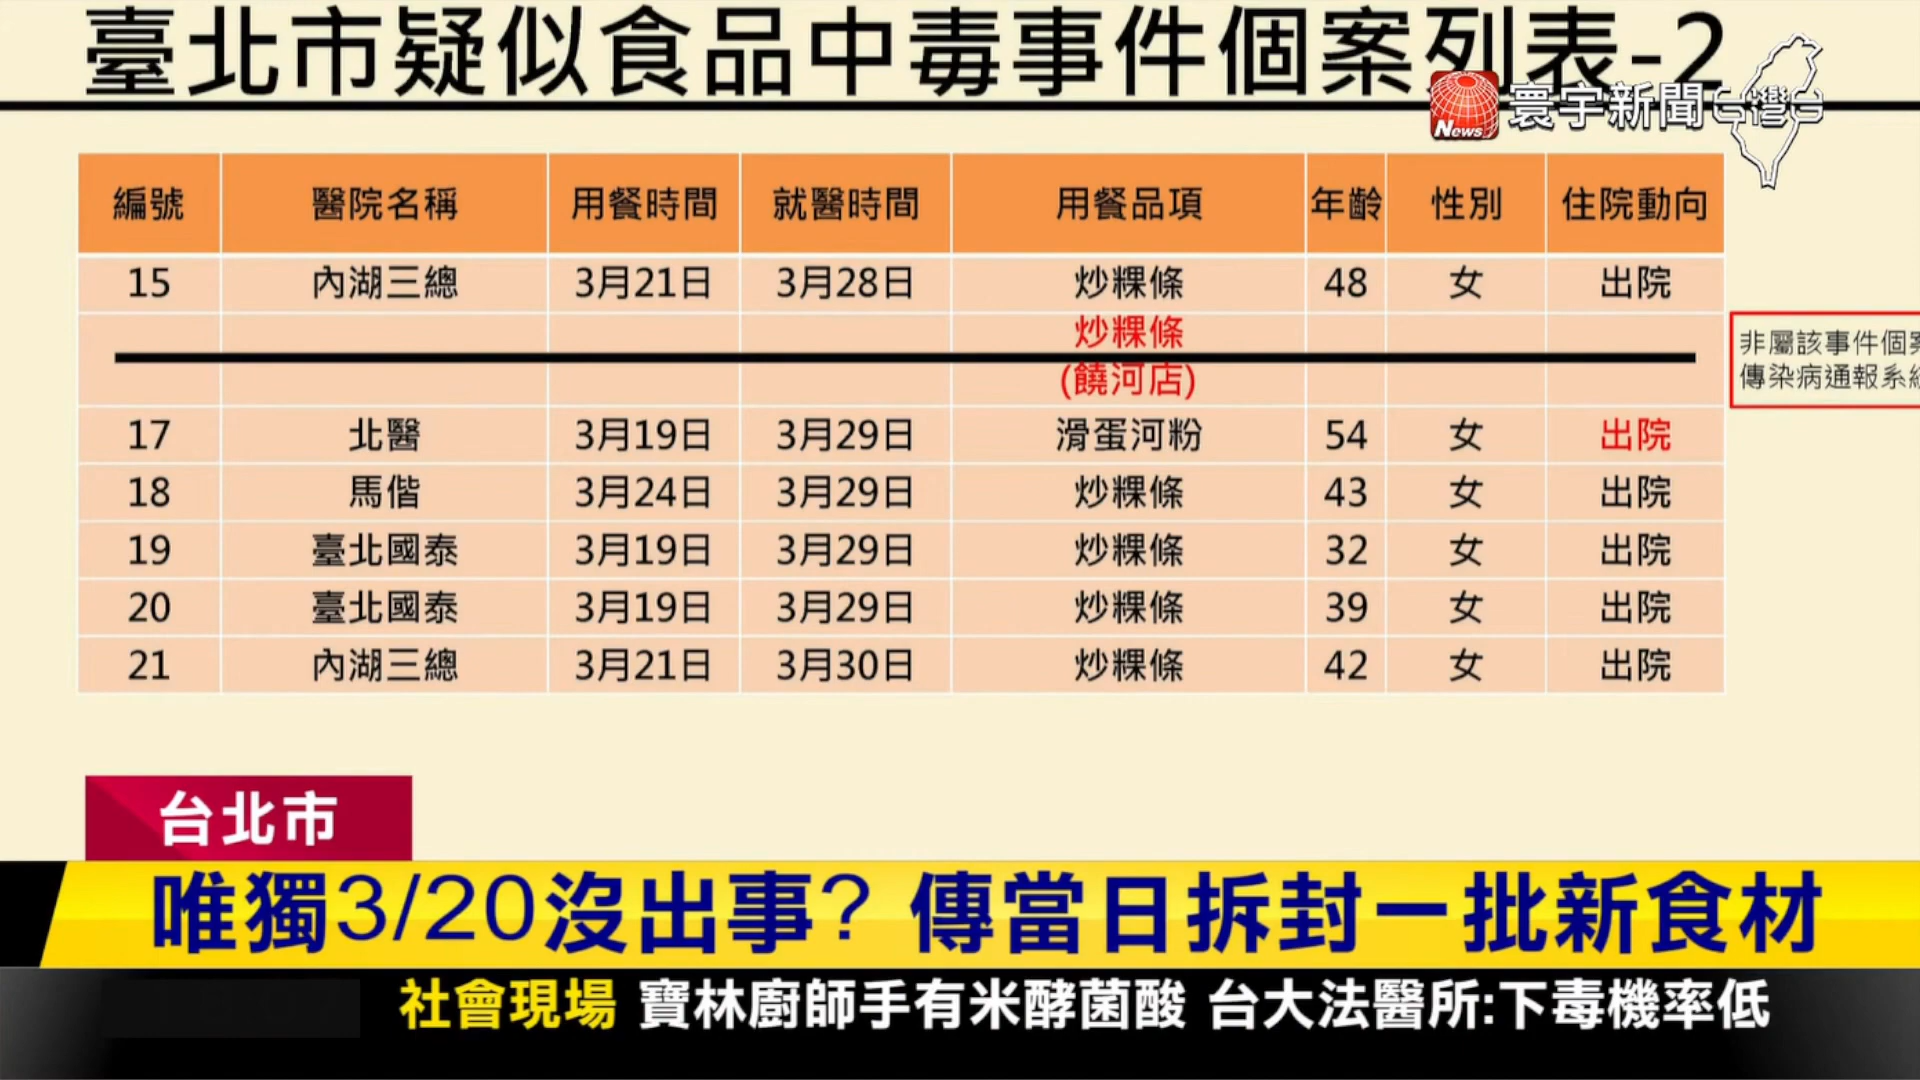 臺北市疑似食品中毒事件個案列表-2
News 寰宇新聞 台灣台
編號 醫院名稱 用餐時間 就醫時間 用餐品項 年齡 性別 住院動向
15 內湖三總 3月21日 3月28日 炒粿條 48 女 出院
炒粿條
(饒河店)
非屬該事件個案
傳染病通報系統
17 北醫 3月19日 3月29日 滑蛋河粉 54 女 出院
18 馬偕 3月24日 3月29日 炒粿條 43 女 出院
19 臺北國泰 3月19日 3月29日 炒粿條 32 女 出院
20 臺北國泰 3月19日 3月29日 炒粿條 39 女 出院
21 內湖三總 3月21日 3月30日 炒粿條 42 女 出院
台北市
唯獨3/20沒出事? 傳當日拆封一批新食材
社會現場 寶林廚師手有米酵菌酸 台大法醫所:下毒機率低